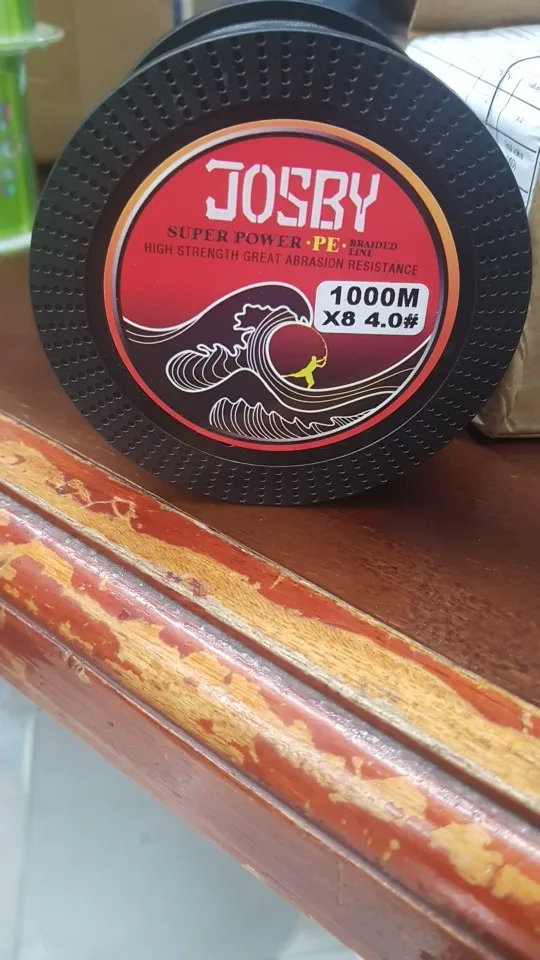 JOSBY
SUPER POWER ·PE· BRAIDED LINE
HIGH STRENGTH GREAT ABRASION RESISTANCE
1000M
X8 4.0#